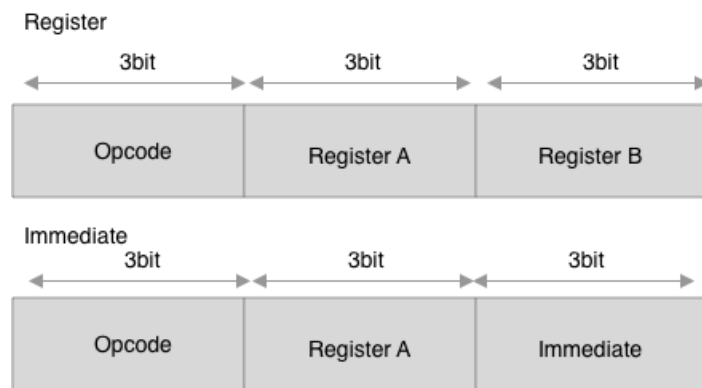 Register
3bit 3bit 3bit
Opcode Register A Register B
Immediate
3bit 3bit 3bit
Opcode Register A Immediate